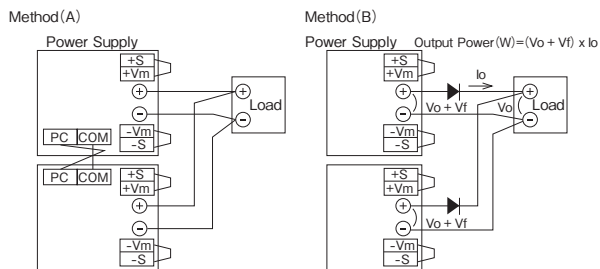 Method(A)
Power Supply
+S
+Vm
+
−
Load
+
−
−Vm
−S
PC COM
PC COM
+S
+Vm
+
−
−Vm
−S
Method(B)
Power Supply
Output Power(W)=(Vo + Vf) x Io
+S
+Vm
Io
+
Vo + Vf
−
Vo
+
Load
−
−Vm
−S
+S
+Vm
+
Vo + Vf
−
−Vm
−S